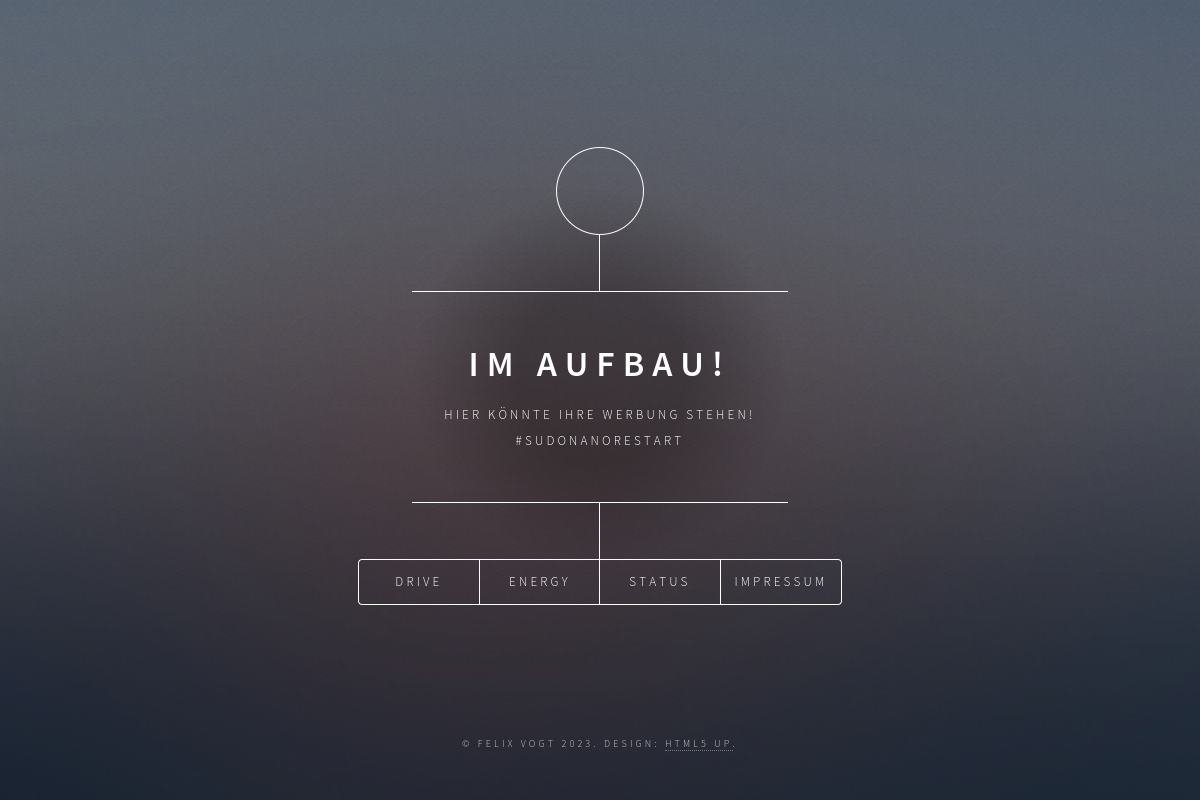 IM AUFBAU!
HIER KÖNNTE IHRE WERBUNG STEHEN!
#SUDONANORESTART
DRIVE
ENERGY
STATUS
IMPRESSUM
© FELIX VOGT 2023. DESIGN: HTML5 UP.